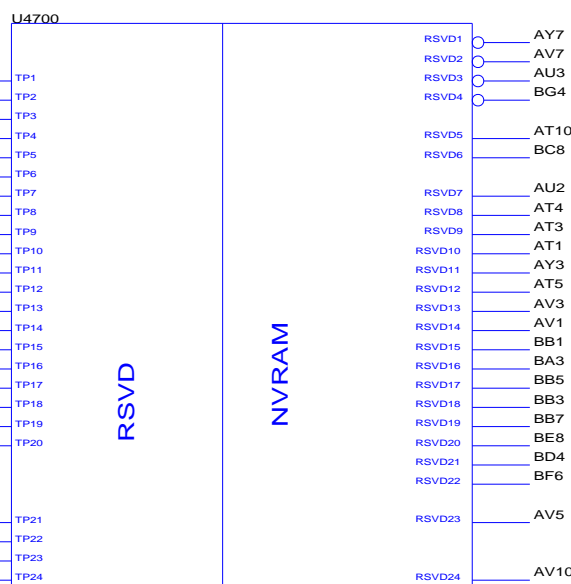 U4700
RSVD1 AY7
RSVD2 AV7
TP1 RSVD3 AU3
TP2 RSVD4 BG4
TP3
TP4 RSVD5 AT10
TP5 RSVD6 BC8
TP6
TP7 RSVD7 AU2
TP8 RSVD8 AT4
TP9 RSVD9 AT3
TP10 RSVD10 AT1
TP11 RSVD11 AY3
TP12 RSVD12 AT5
TP13 RSVD13 AV3
TP14 RSVD14 AV1
TP15 RSVD15 BB1
TP16 RSVD16 BA3
TP17 RSVD17 BB5
TP18 RSVD18 BB3
TP19 RSVD19 BB7
TP20 RSVD20 BE8
RSVD21 BD4
RSVD22 BF6
TP21 RSVD23 AV5
TP22
TP23
TP24 RSVD24 AV10
RSVD
NVRAM